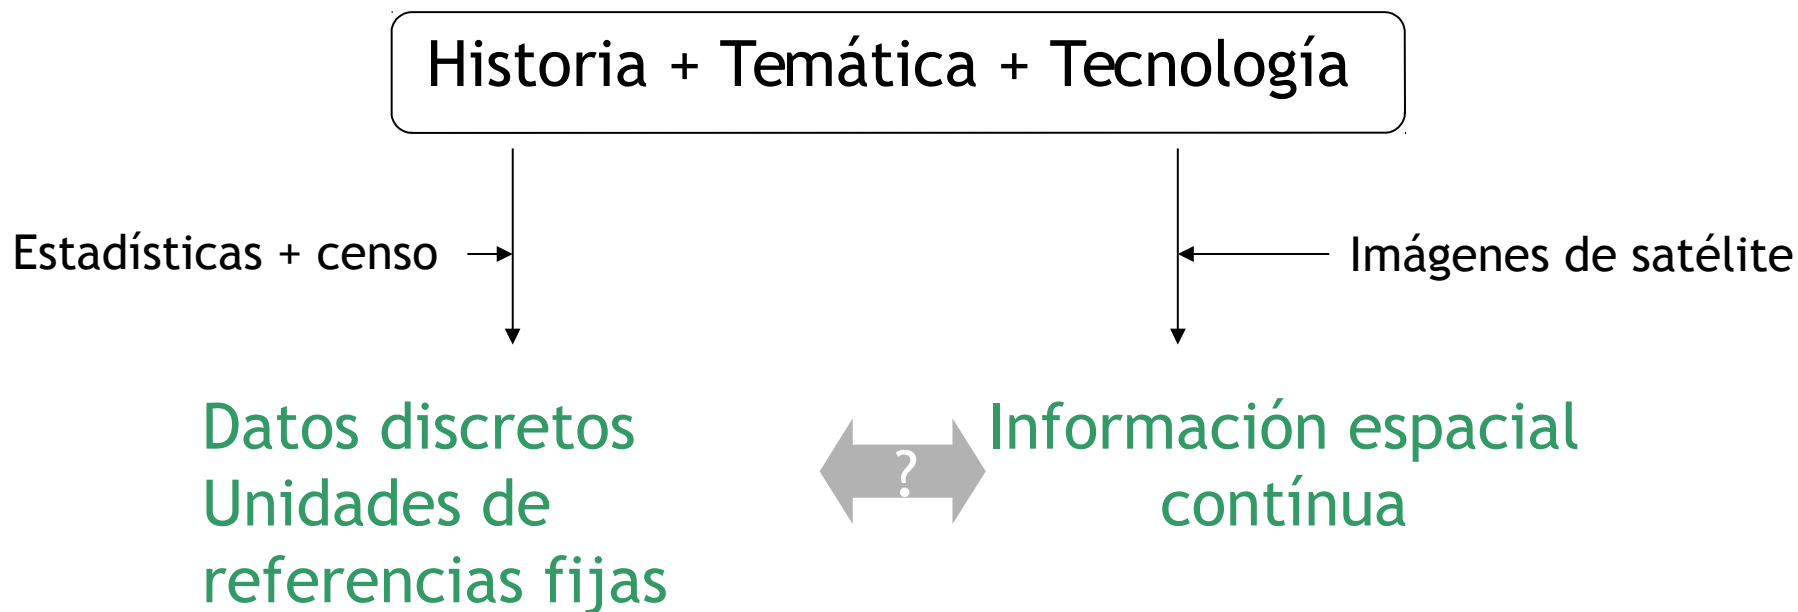 Historia + Temática + Tecnología
Estadísticas + censo
Imágenes de satélite
Datos discretos
Unidades de
referencias fijas
?
Información espacial
contínua